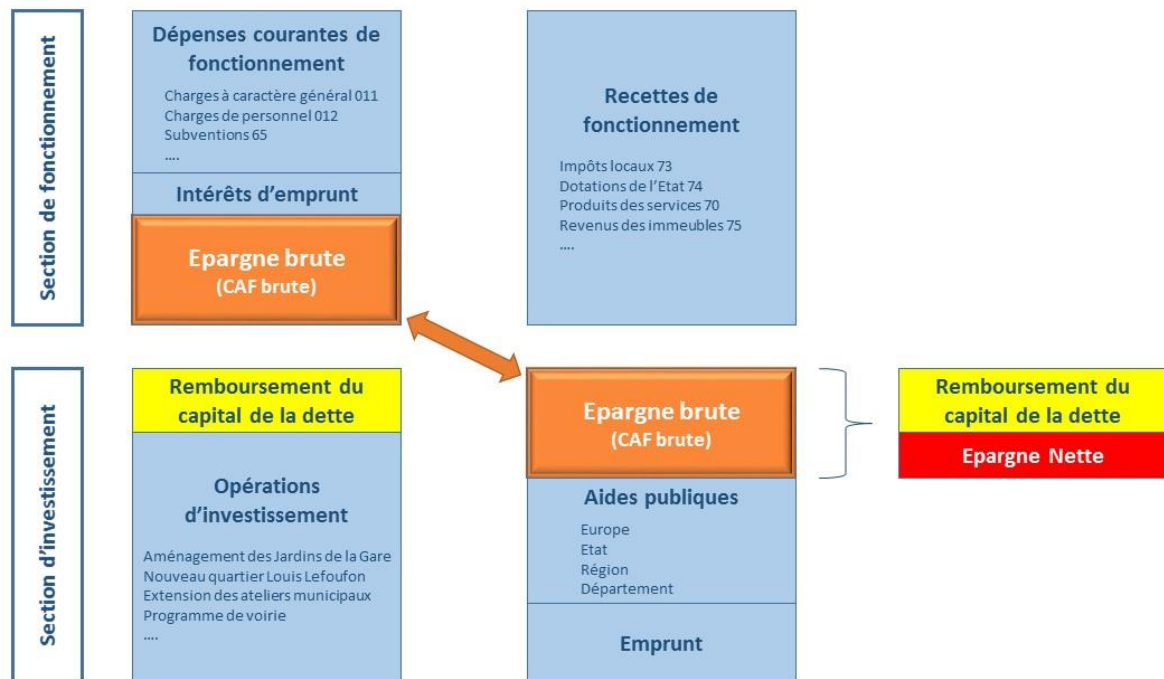 Section de fonctionnement
Dépenses courantes de
fonctionnement
Charges à caractère général 011
Charges de personnel 012
Subventions 65
....
Intérêts d'emprunt
Epargne brute
(CAF brute)
Recettes de
fonctionnement
Impôts locaux 73
Dotations de l'Etat 74
Produits des services 70
Revenus des immeubles 75
....
Section d'investissement
Remboursement du
capital de la dette
Opérations
d'investissement
Aménagement des Jardins de la Gare
Nouveau quartier Louis Lefoufon
Extension des ateliers municipaux
Programme de voirie
....
Epargne brute
(CAF brute)
Aides publiques
Europe
Etat
Région
Département
Emprunt
Remboursement du
capital de la dette
Epargne Nette